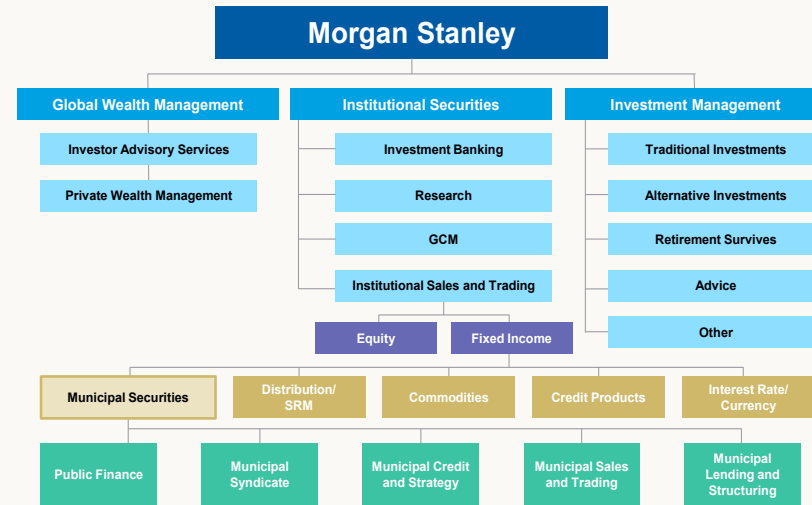 Morgan Stanley
Global Wealth Management
Institutional Securities
Investment Management
Investor Advisory Services
Investment Banking
Traditional Investments
Private Wealth Management
Research
Alternative Investments
GCM
Retirement Survives
Institutional Sales and Trading
Advice
Equity
Fixed Income
Other
Municipal Securities
Distribution/
SRM
Commodities
Credit Products
Interest Rate/
Currency
Public Finance
Municipal
Syndicate
Municipal Credit
and Strategy
Municipal Sales
and Trading
Municipal
Lending and
Structuring